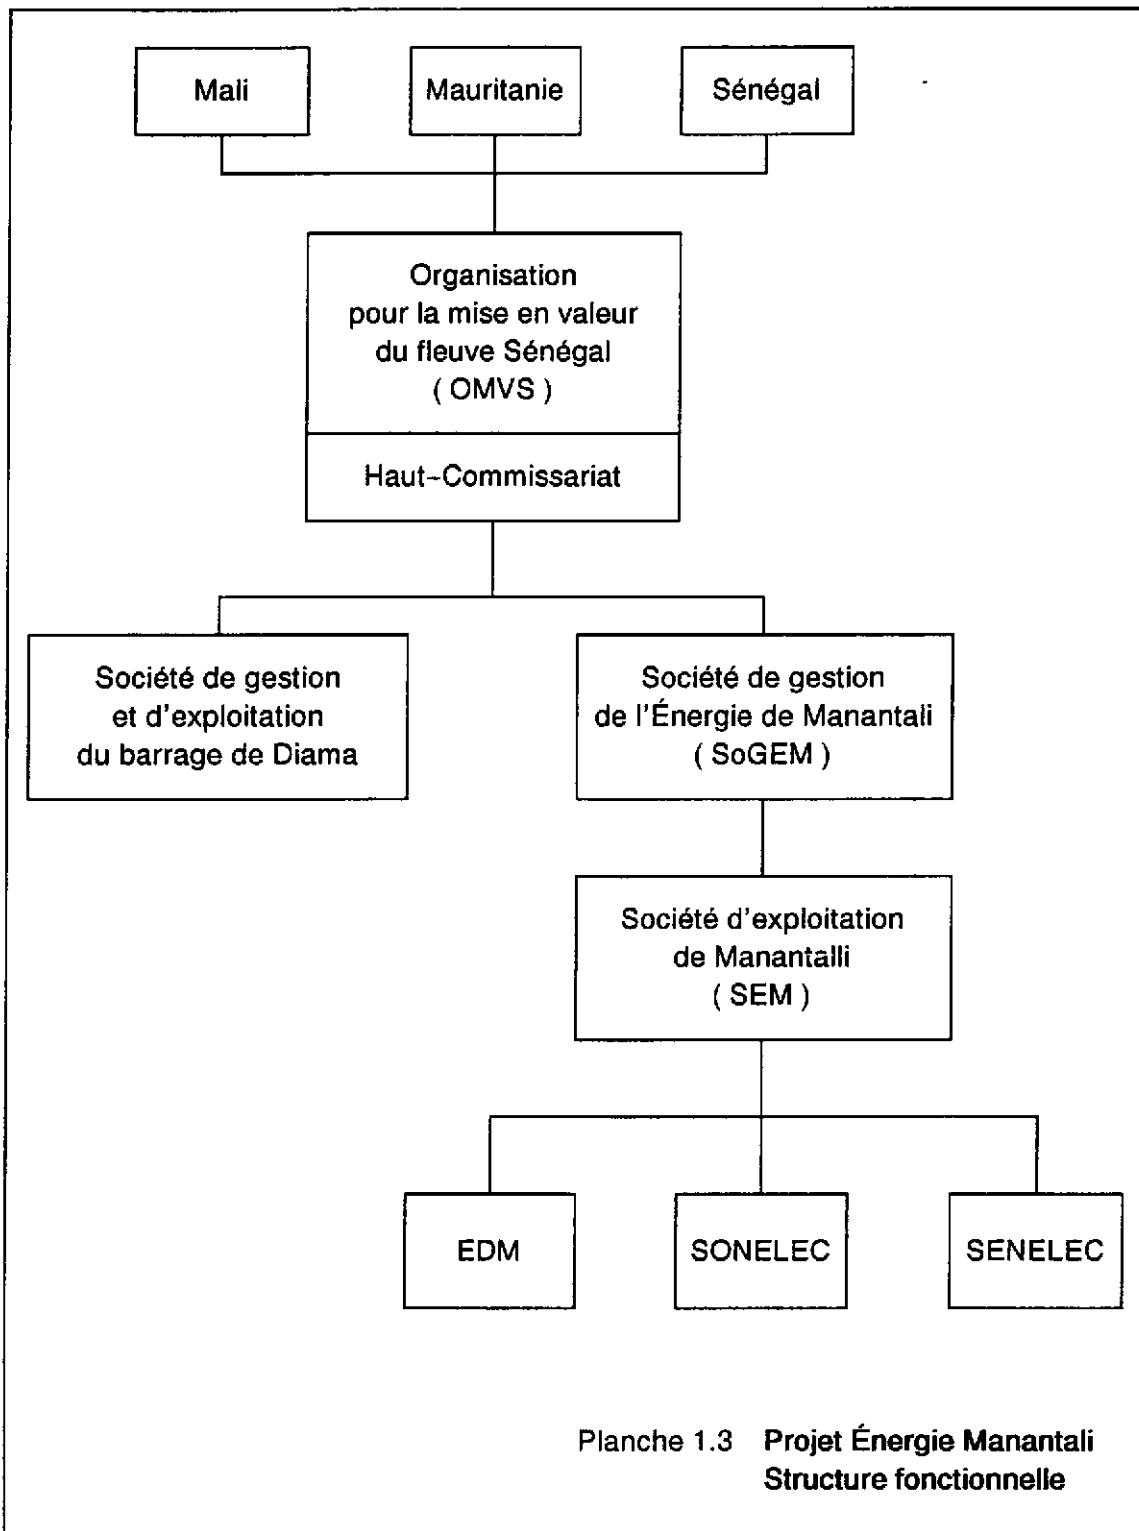 Mali
Mauritanie
Sénégal
Organisation
pour la mise en valeur
du fleuve Sénégal
( OMVS )
Haut-Commissariat
Société de gestion
et d'exploitation
du barrage de Diama
Société de gestion
de l'Énergie de Manantali
( SoGEM )
Société d'exploitation
de Manantalli
( SEM )
EDM
SONELEC
SENELEC
Planche 1.3 Projet Énergie Manantali
Structure fonctionnelle